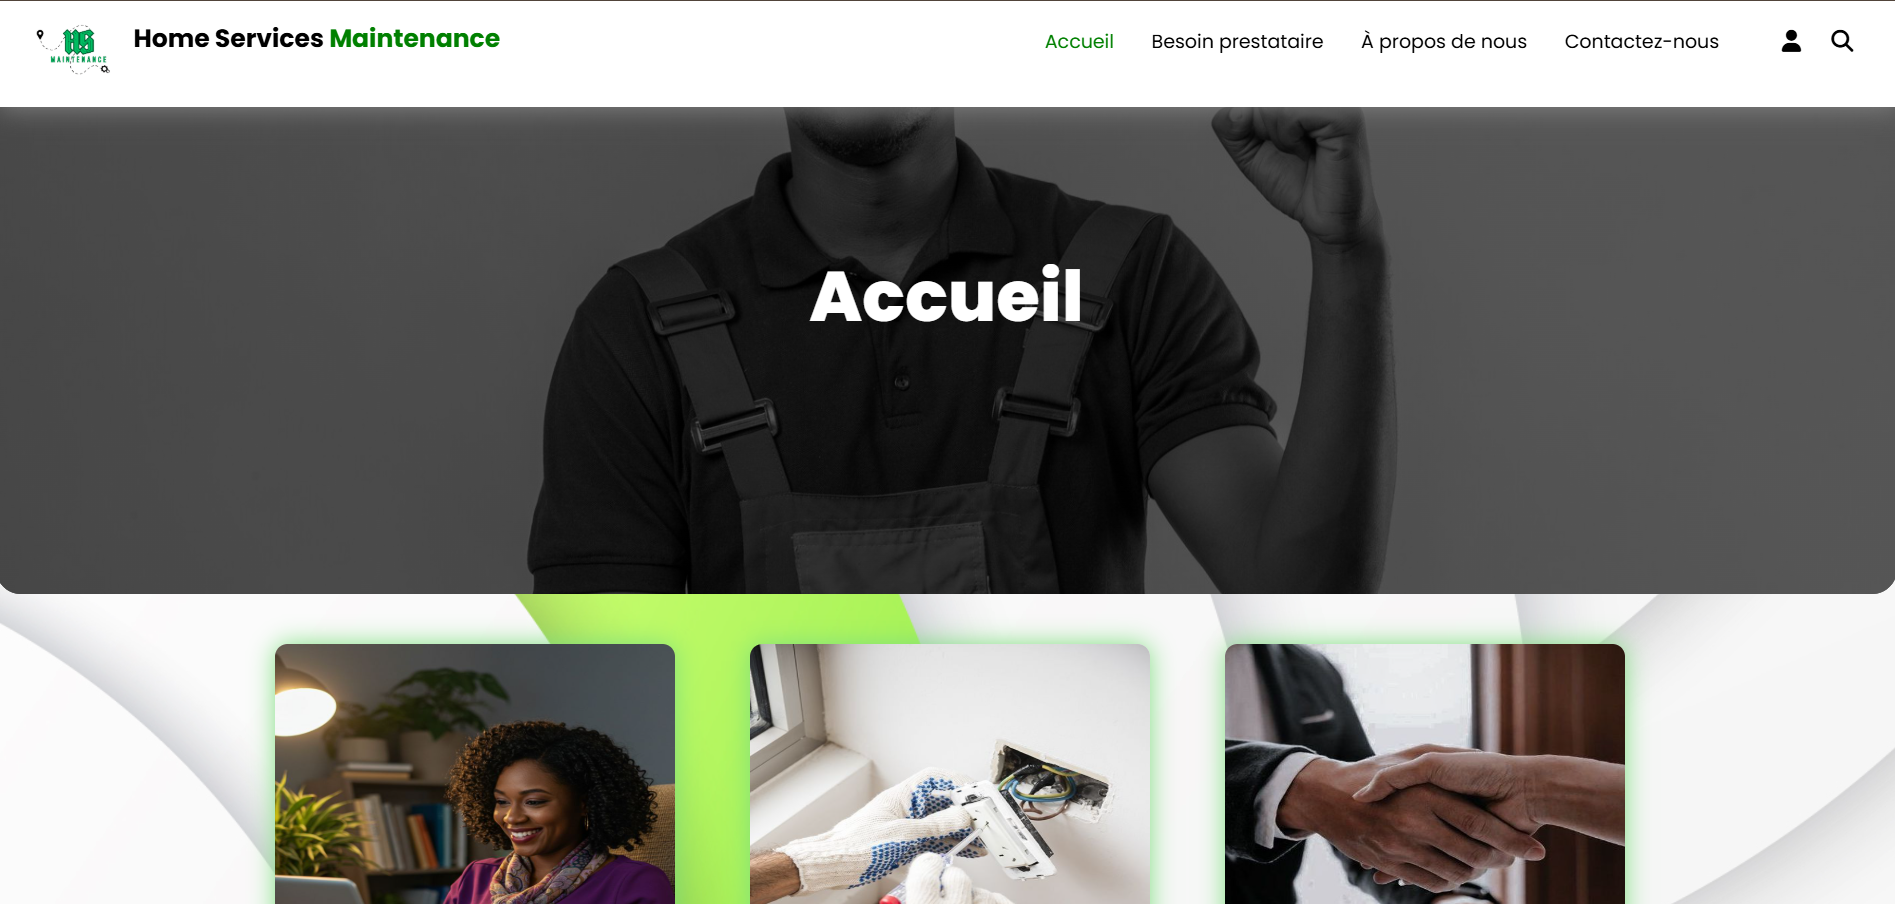 HS
MAINTENANCE
Home Services Maintenance
Accueil
Besoin prestataire
À propos de nous
Contactez-nous
Accueil